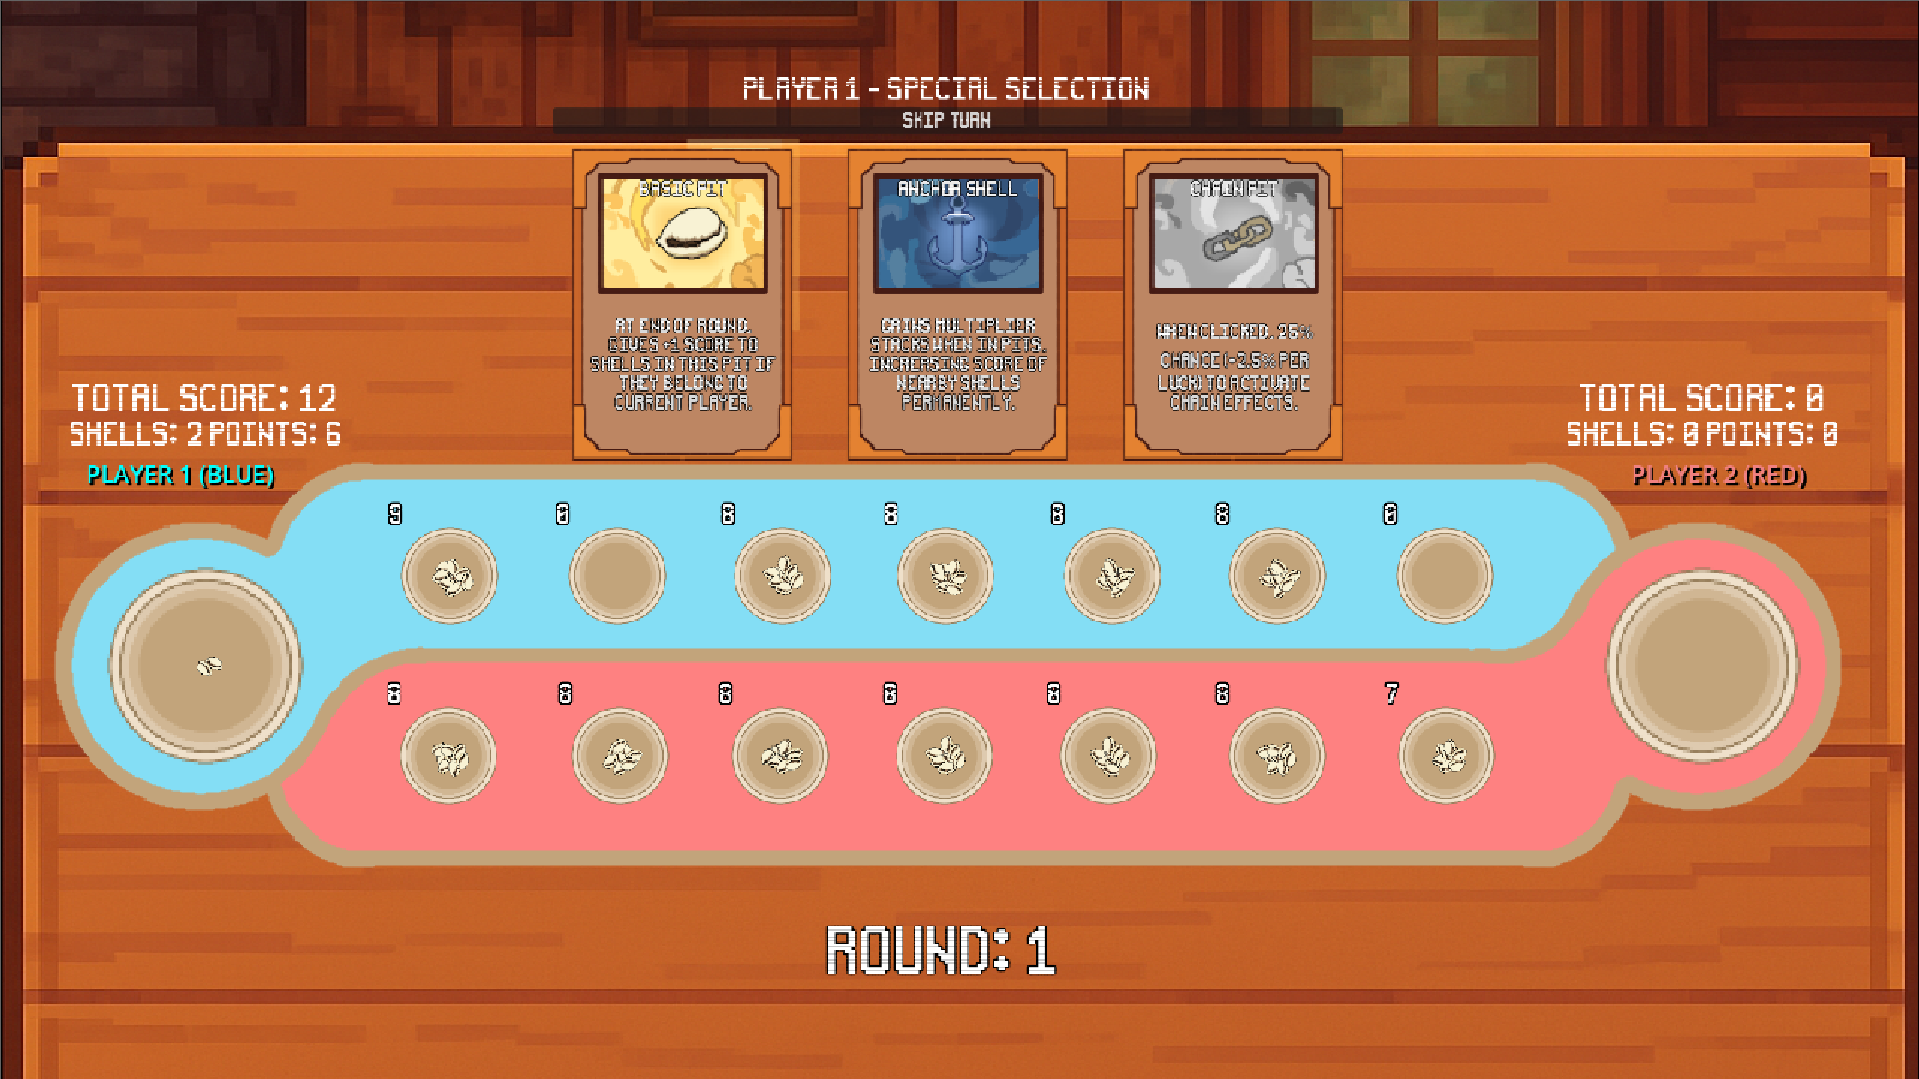 PLAYER 1 - SPECIAL SELECTION
SKIP TURN
BASIC PIT
AT END OF ROUND,
GIVES +1 SCORE TO
SHELLS IN THIS PIT IF
THEY BELONG TO
CURRENT PLAYER.
ANCHOR SHELL
GAINS MULTIPLIER
STACKS WHEN IN PITS,
INCREASING SCORE OF
NEARBY SHELLS
PERMANENTLY.
CHAIN PIT
WHEN CLICKED, 25%
CHANCE (+2.5% PER
LUCK) TO ACTIVATE
CHAIN EFFECTS.
TOTAL SCORE: 12
SHELLS: 2 POINTS: 6
PLAYER 1 (BLUE)
TOTAL SCORE: 0
SHELLS: 0 POINTS: 0
PLAYER 2 (RED)
9 0 8 8 8 8 0
8 8 8 8 8 8 7
ROUND: 1